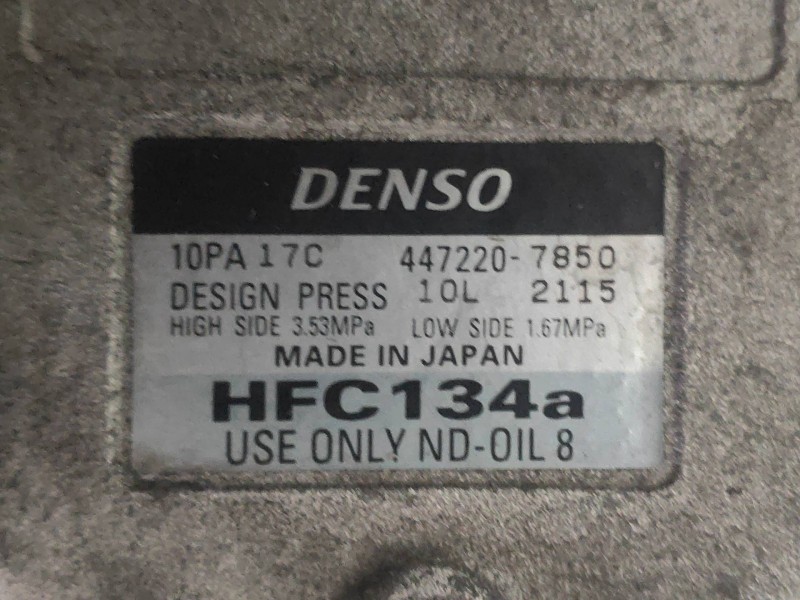 DENSO
10PA 17C 447220-7850
DESIGN PRESS 10L 2115
HIGH SIDE 3.53MPa LOW SIDE 1.67MPa
MADE IN JAPAN
HFC134a
USE ONLY ND-OIL 8